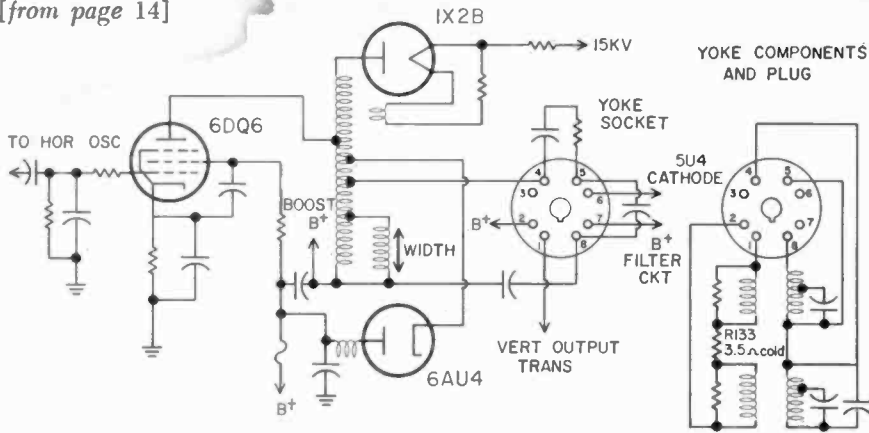 [from page 14]
1X2B
15KV
YOKE COMPONENTS
AND PLUG
6DQ6
TO HOR OSC
YOKE
SOCKET
5U4
CATHODE
BOOST
B+
WIDTH
B+
B+
FILTER
CKT
4 5
3 6
2 7
1 8
4 5
3 6
2 7
1 8
VERT OUTPUT
TRANS
R133
3.5Ω cold
6AU4
B+